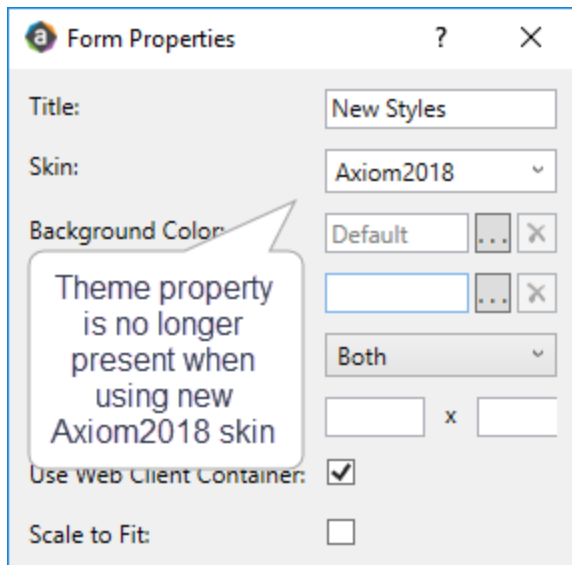 a Form Properties ? X
Title: New Styles
Skin: Axiom2018
Background Color: Default ... X
Theme property
is no longer
present when
using new
Axiom2018 skin
... X
Both
x
Use Web Client Container:
Scale to Fit: